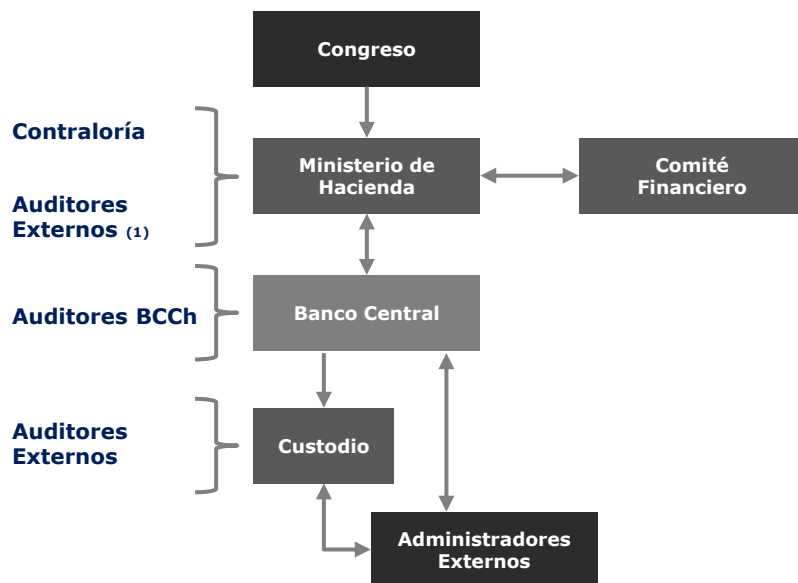 Congreso
Contraloría
Ministerio de
Hacienda
Comité
Financiero
Auditores
Externos (1)
Auditores BCCh
Banco Central
Auditores
Externos
Custodio
Administradores
Externos